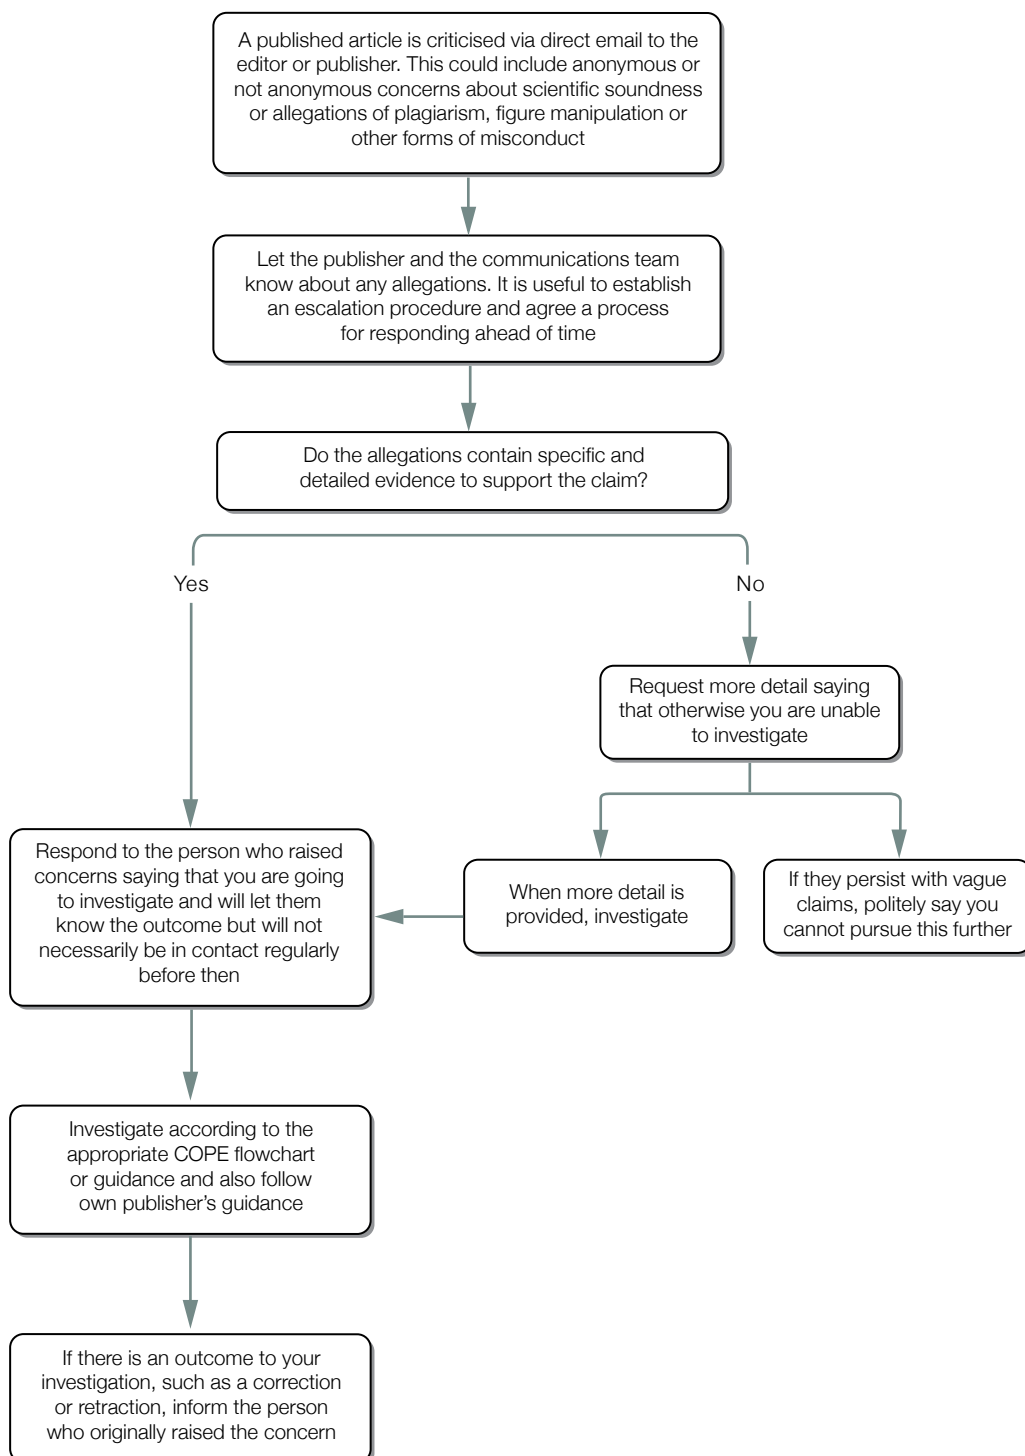 A published article is criticised via direct email to the
editor or publisher. This could include anonymous or
not anonymous concerns about scientific soundness
or allegations of plagiarism, figure manipulation or
other forms of misconduct
Let the publisher and the communications team
know about any allegations. It is useful to establish
an escalation procedure and agree a process
for responding ahead of time
Do the allegations contain specific and
detailed evidence to support the claim?
Yes
No
Request more detail saying
that otherwise you are unable
to investigate
Respond to the person who raised
concerns saying that you are going
to investigate and will let them
know the outcome but will not
necessarily be in contact regularly
before then
When more detail is
provided, investigate
If they persist with vague
claims, politely say you
cannot pursue this further
Investigate according to the
appropriate COPE flowchart
or guidance and also follow
own publisher’s guidance
If there is an outcome to your
investigation, such as a correction
or retraction, inform the person
who originally raised the concern